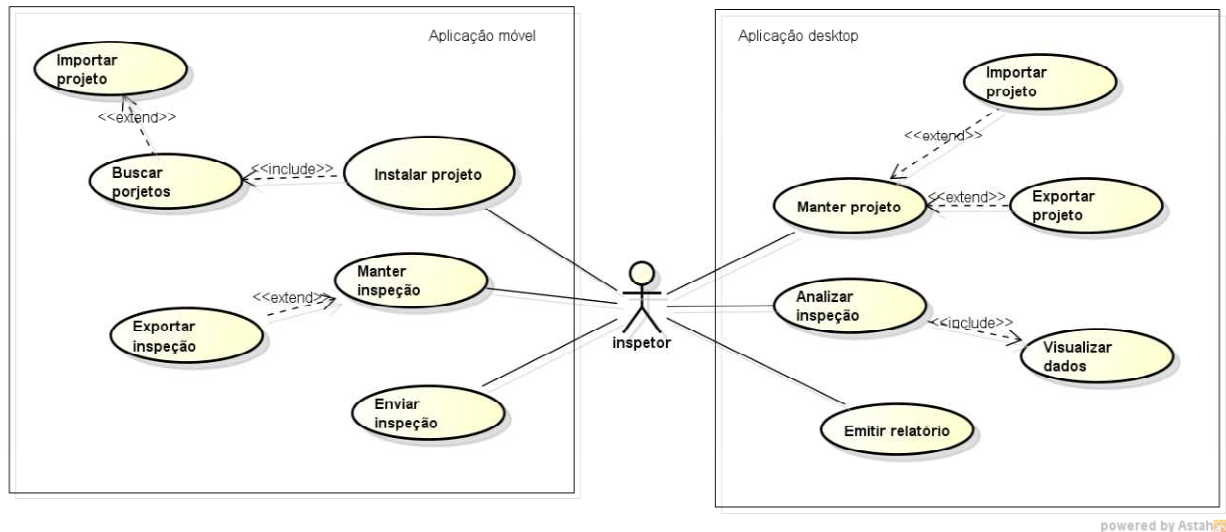 Aplicação móvel
Importar
projeto
<<extend>>
Buscar
porjetos
<<include>>
Instalar projeto
Manter
inspeção
<<extend>>
Exportar
inspeção
Enviar
inspeção
inspetor
Aplicação desktop
Importar
projeto
<<extend>>
Manter projeto
<<extend>>
Exportar
projeto
Analizar
inspeção
<<include>>
Visualizar
dados
Emitir relatório
powered by Astah